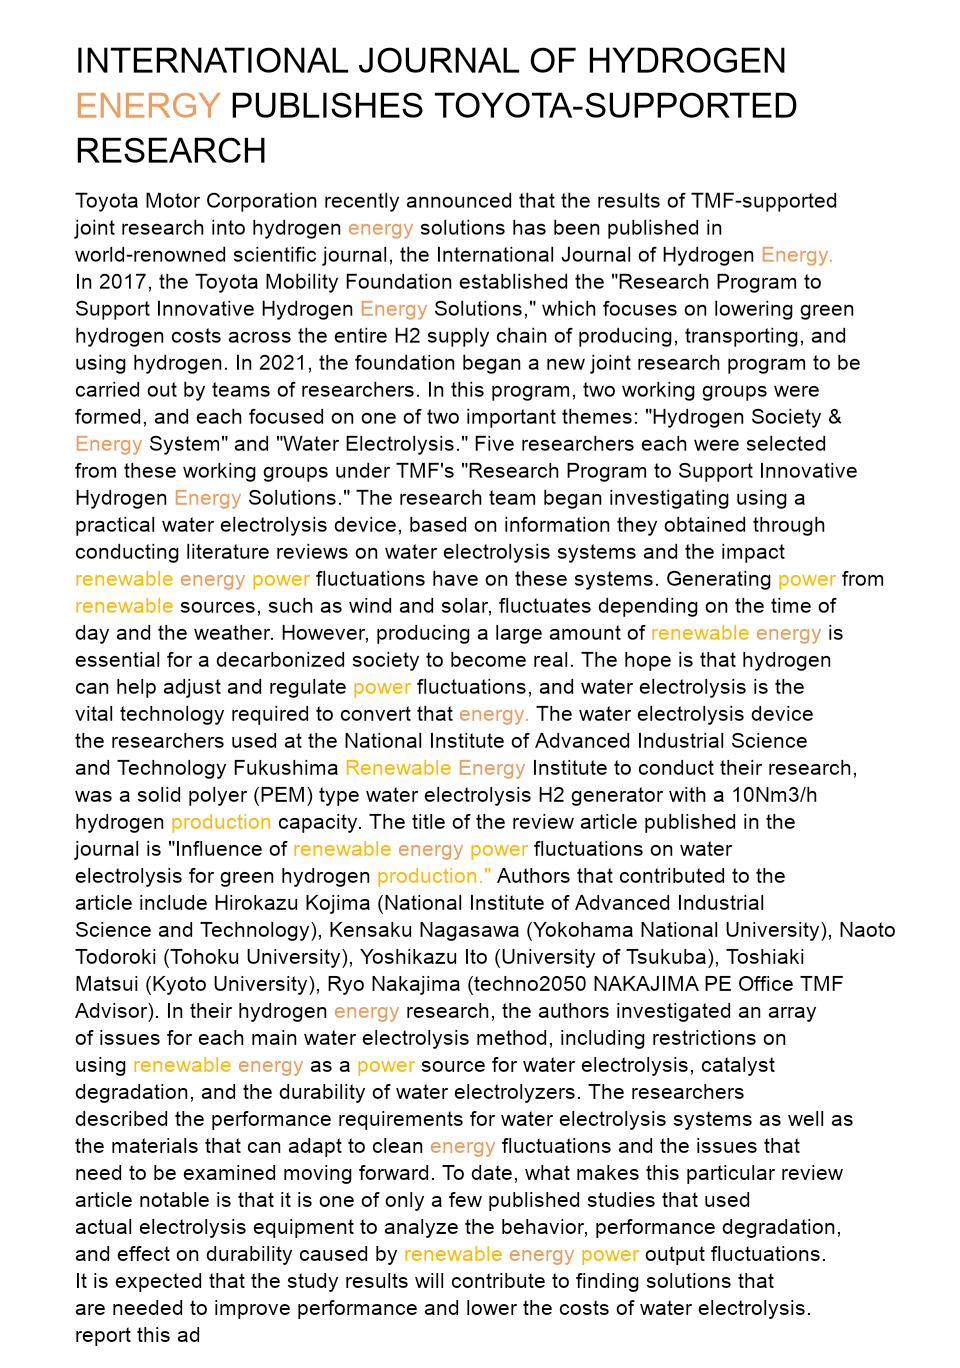 INTERNATIONAL JOURNAL OF HYDROGEN
ENERGY PUBLISHES TOYOTA-SUPPORTED
RESEARCH
Toyota Motor Corporation recently announced that the results of TMF-supported
joint research into hydrogen energy solutions has been published in
world-renowned scientific journal, the International Journal of Hydrogen Energy.
In 2017, the Toyota Mobility Foundation established the "Research Program to
Support Innovative Hydrogen Energy Solutions," which focuses on lowering green
hydrogen costs across the entire H2 supply chain of producing, transporting, and
using hydrogen. In 2021, the foundation began a new joint research program to be
carried out by teams of researchers. In this program, two working groups were
formed, and each focused on one of two important themes: "Hydrogen Society &
Energy System" and "Water Electrolysis." Five researchers each were selected
from these working groups under TMF's "Research Program to Support Innovative
Hydrogen Energy Solutions." The research team began investigating using a
practical water electrolysis device, based on information they obtained through
conducting literature reviews on water electrolysis systems and the impact
renewable energy power fluctuations have on these systems. Generating power from
renewable sources, such as wind and solar, fluctuates depending on the time of
day and the weather. However, producing a large amount of renewable energy is
essential for a decarbonized society to become real. The hope is that hydrogen
can help adjust and regulate power fluctuations, and water electrolysis is the
vital technology required to convert that energy. The water electrolysis device
the researchers used at the National Institute of Advanced Industrial Science
and Technology Fukushima Renewable Energy Institute to conduct their research,
was a solid polyer (PEM) type water electrolysis H2 generator with a 10Nm3/h
hydrogen production capacity. The title of the review article published in the
journal is "Influence of renewable energy power fluctuations on water
electrolysis for green hydrogen production." Authors that contributed to the
article include Hirokazu Kojima (National Institute of Advanced Industrial
Science and Technology), Kensaku Nagasawa (Yokohama National University), Naoto
Todoroki (Tohoku University), Yoshikazu Ito (University of Tsukuba), Toshiaki
Matsui (Kyoto University), Ryo Nakajima (techno2050 NAKAJIMA PE Office TMF
Advisor). In their hydrogen energy research, the authors investigated an array
of issues for each main water electrolysis method, including restrictions on
using renewable energy as a power source for water electrolysis, catalyst
degradation, and the durability of water electrolyzers. The researchers
described the performance requirements for water electrolysis systems as well as
the materials that can adapt to clean energy fluctuations and the issues that
need to be examined moving forward. To date, what makes this particular review
article notable is that it is one of only a few published studies that used
actual electrolysis equipment to analyze the behavior, performance degradation,
and effect on durability caused by renewable energy power output fluctuations.
It is expected that the study results will contribute to finding solutions that
are needed to improve performance and lower the costs of water electrolysis.
report this ad